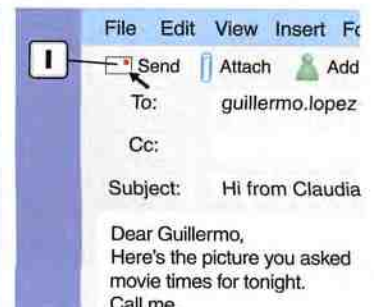 File Edit View Insert
I Send Attach Add
To: guillermo.lopez
Cc:
Subject: Hi from Claudia
Dear Guillermo,
Here's the picture you asked
movie times for tonight.
Call me